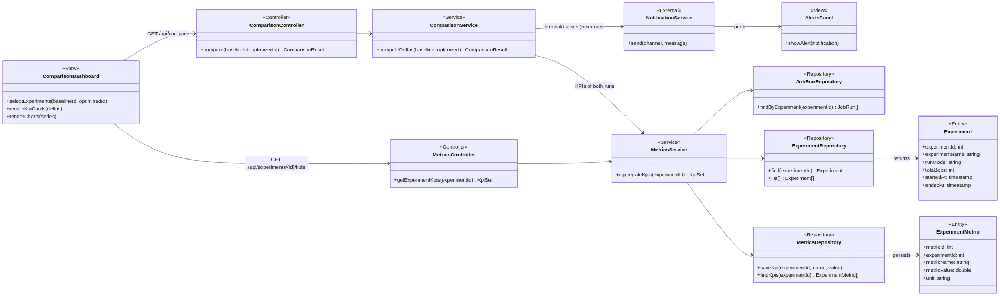 «View»
ComparisonDashboard
+selectExperiments(baselineId, optimizedId)
+renderKpiCards(deltas)
+renderCharts(series)
GET /api/compare
«Controller»
ComparisonController
+compare(baselineId, optimizedId) : ComparisonResult
«Service»
ComparisonService
+computeDeltas(baseline, optimized) : ComparisonResult
threshold alerts («extend»)
«External»
NotificationService
+send(channel, message)
push
«View»
AlertsPanel
+showAlert(notification)
KPIs of both runs
GET
/api/experiments/{id}/kpis
«Controller»
MetricsController
+getExperimentKpis(experimentId) : KpiSet
«Service»
MetricsService
+aggregateKpis(experimentId) : KpiSet
«Repository»
JobRunRepository
+findByExperiment(experimentId) : JobRun[]
«Repository»
ExperimentRepository
+find(experimentId) : Experiment
+list() : Experiment[]
returns
«Entity»
Experiment
+experimentId: int
+experimentName: string
+runMode: string
+totalJobs: int
+startedAt: timestamp
+endedAt: timestamp
«Repository»
MetricsRepository
+saveKpi(experimentId, name, value)
+findKpis(experimentId) : ExperimentMetric[]
persists
«Entity»
ExperimentMetric
+metricId: int
+experimentId: int
+metricName: string
+metricValue: double
+unit: string